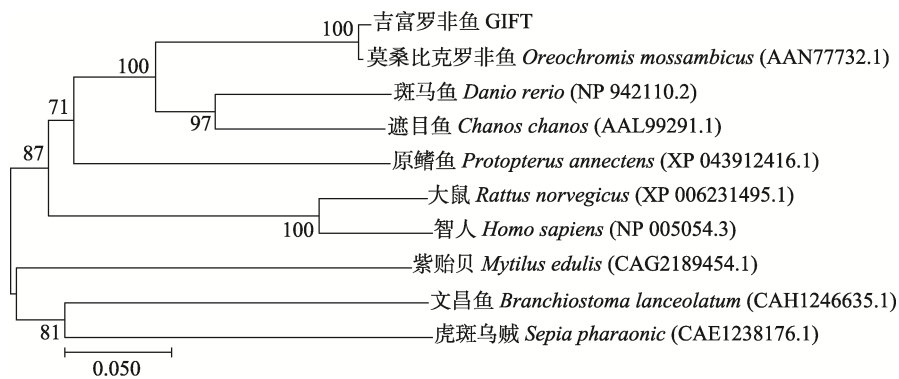 吉富罗非鱼 GIFT
100
莫桑比克罗非鱼 Oreochromis mossambicus (AAN77732.1)
100
斑马鱼 Danio rerio (NP 942110.2)
71
97
遮目鱼 Chanos chanos (AAL99291.1)
87
原鳍鱼 Protopterus annectens (XP 043912416.1)
大鼠 Rattus norvegicus (XP 006231495.1)
100
智人 Homo sapiens (NP 005054.3)
紫贻贝 Mytilus edulis (CAG2189454.1)
文昌鱼 Branchiostoma lanceolatum (CAH1246635.1)
81
虎斑乌贼 Sepia pharaonic (CAE1238176.1)
0.050